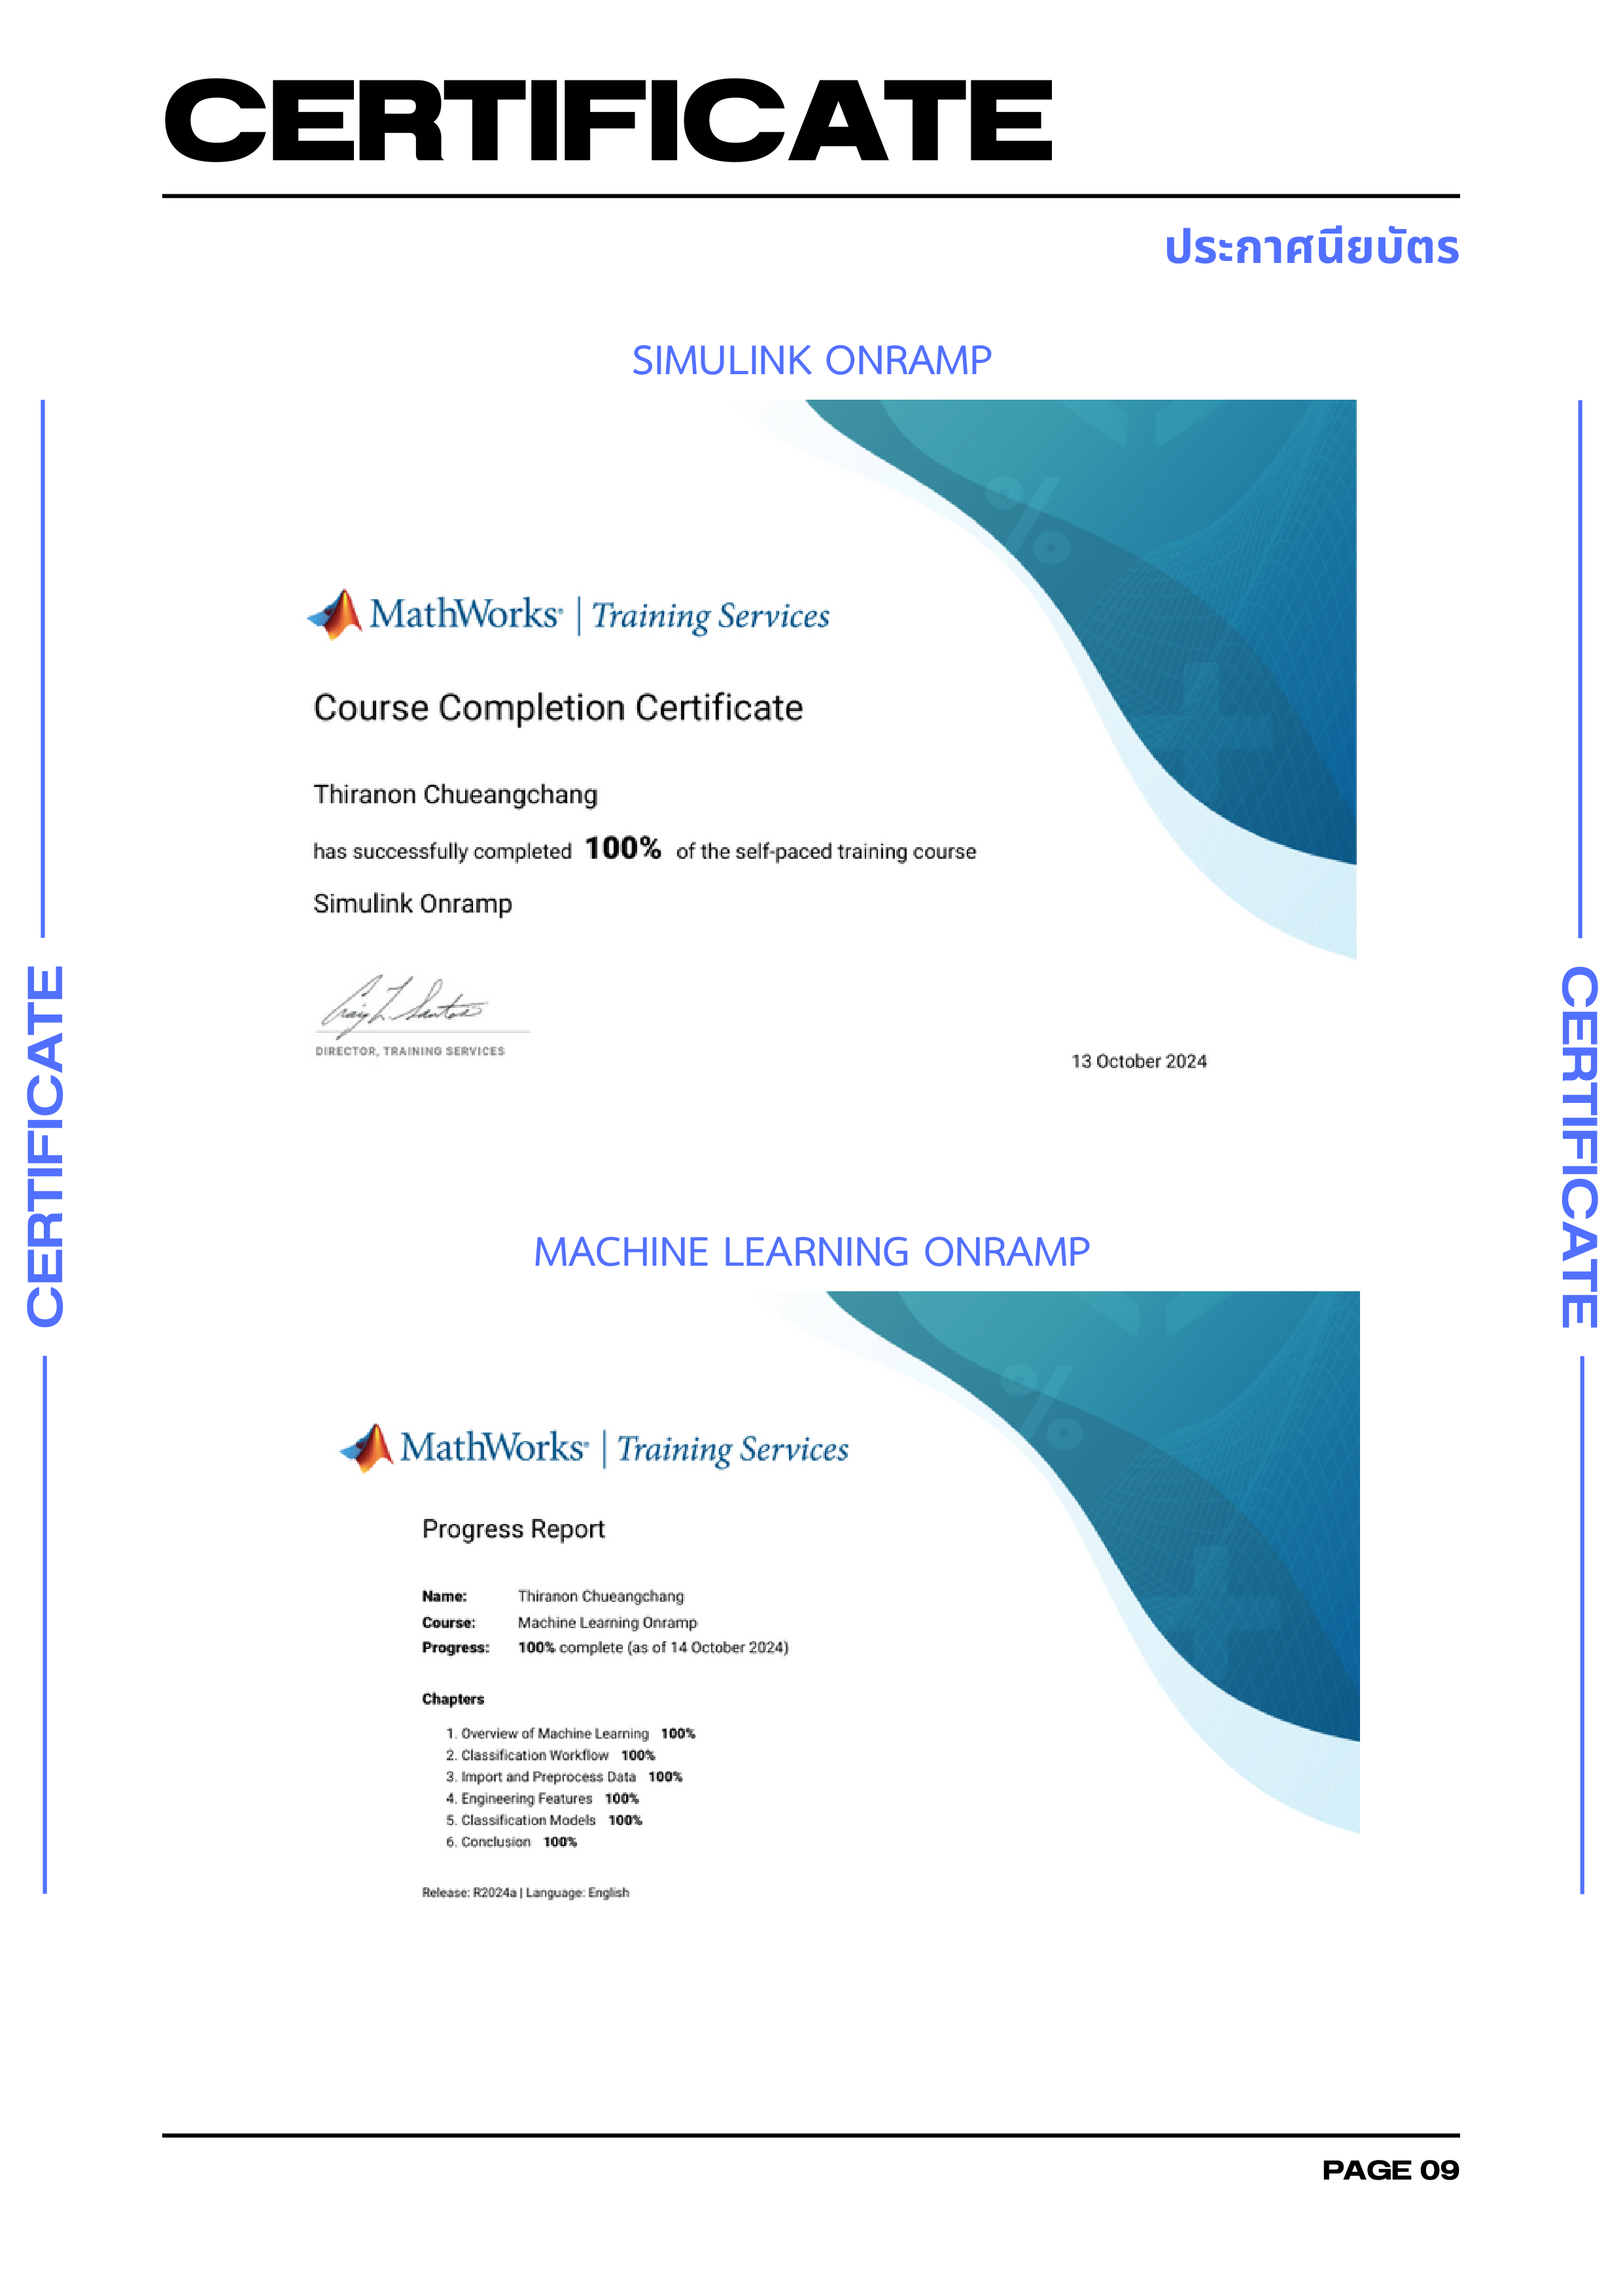 CERTIFICATE
ประกาศนียบัตร
SIMULINK ONRAMP
MathWorks® | Training Services
Course Completion Certificate
Thiranon Chueangchang
has successfully completed 100% of the self-paced training course
Simulink Onramp
Craig L. Santos
DIRECTOR, TRAINING SERVICES
13 October 2024
CERTIFICATE
CERTIFICATE
MACHINE LEARNING ONRAMP
MathWorks® | Training Services
Progress Report
Name: Thiranon Chueangchang
Course: Machine Learning Onramp
Progress: 100% complete (as of 14 October 2024)
Chapters
1. Overview of Machine Learning 100%
2. Classification Workflow 100%
3. Import and Preprocess Data 100%
4. Engineering Features 100%
5. Classification Models 100%
6. Conclusion 100%
Release: R2024a | Language: English
PAGE 09